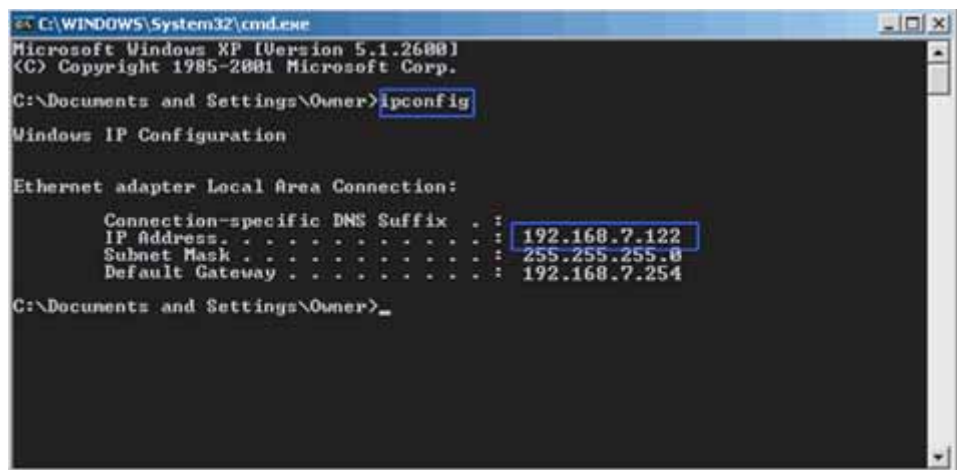 C:\WINDOWS\System32\cmd.exe
Microsoft Windows XP [Version 5.1.2600]
(C) Copyright 1985-2001 Microsoft Corp.
C:\Documents and Settings\Owner>ipconfig
Windows IP Configuration
Ethernet adapter Local Area Connection:
Connection-specific DNS Suffix . :
IP Address. . . . . . . . . . . . : 192.168.7.122
Subnet Mask . . . . . . . . . . . : 255.255.255.0
Default Gateway . . . . . . . . . : 192.168.7.254
C:\Documents and Settings\Owner>_